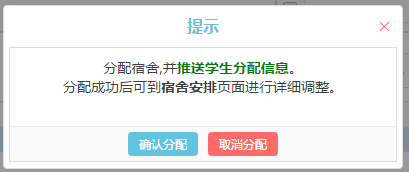 提示
分配宿舍,并推送学生分配信息。
分配成功后可到宿舍安排页面进行详细调整。
确认分配
取消分配